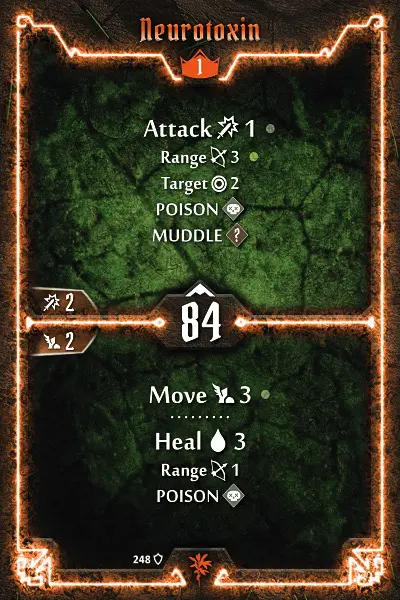 Neurotoxin
1
Attack 1
Range 3
Target 2
POISON
MUDDLE ?
2
84
2
Move 3
Heal 3
Range 1
POISON
248